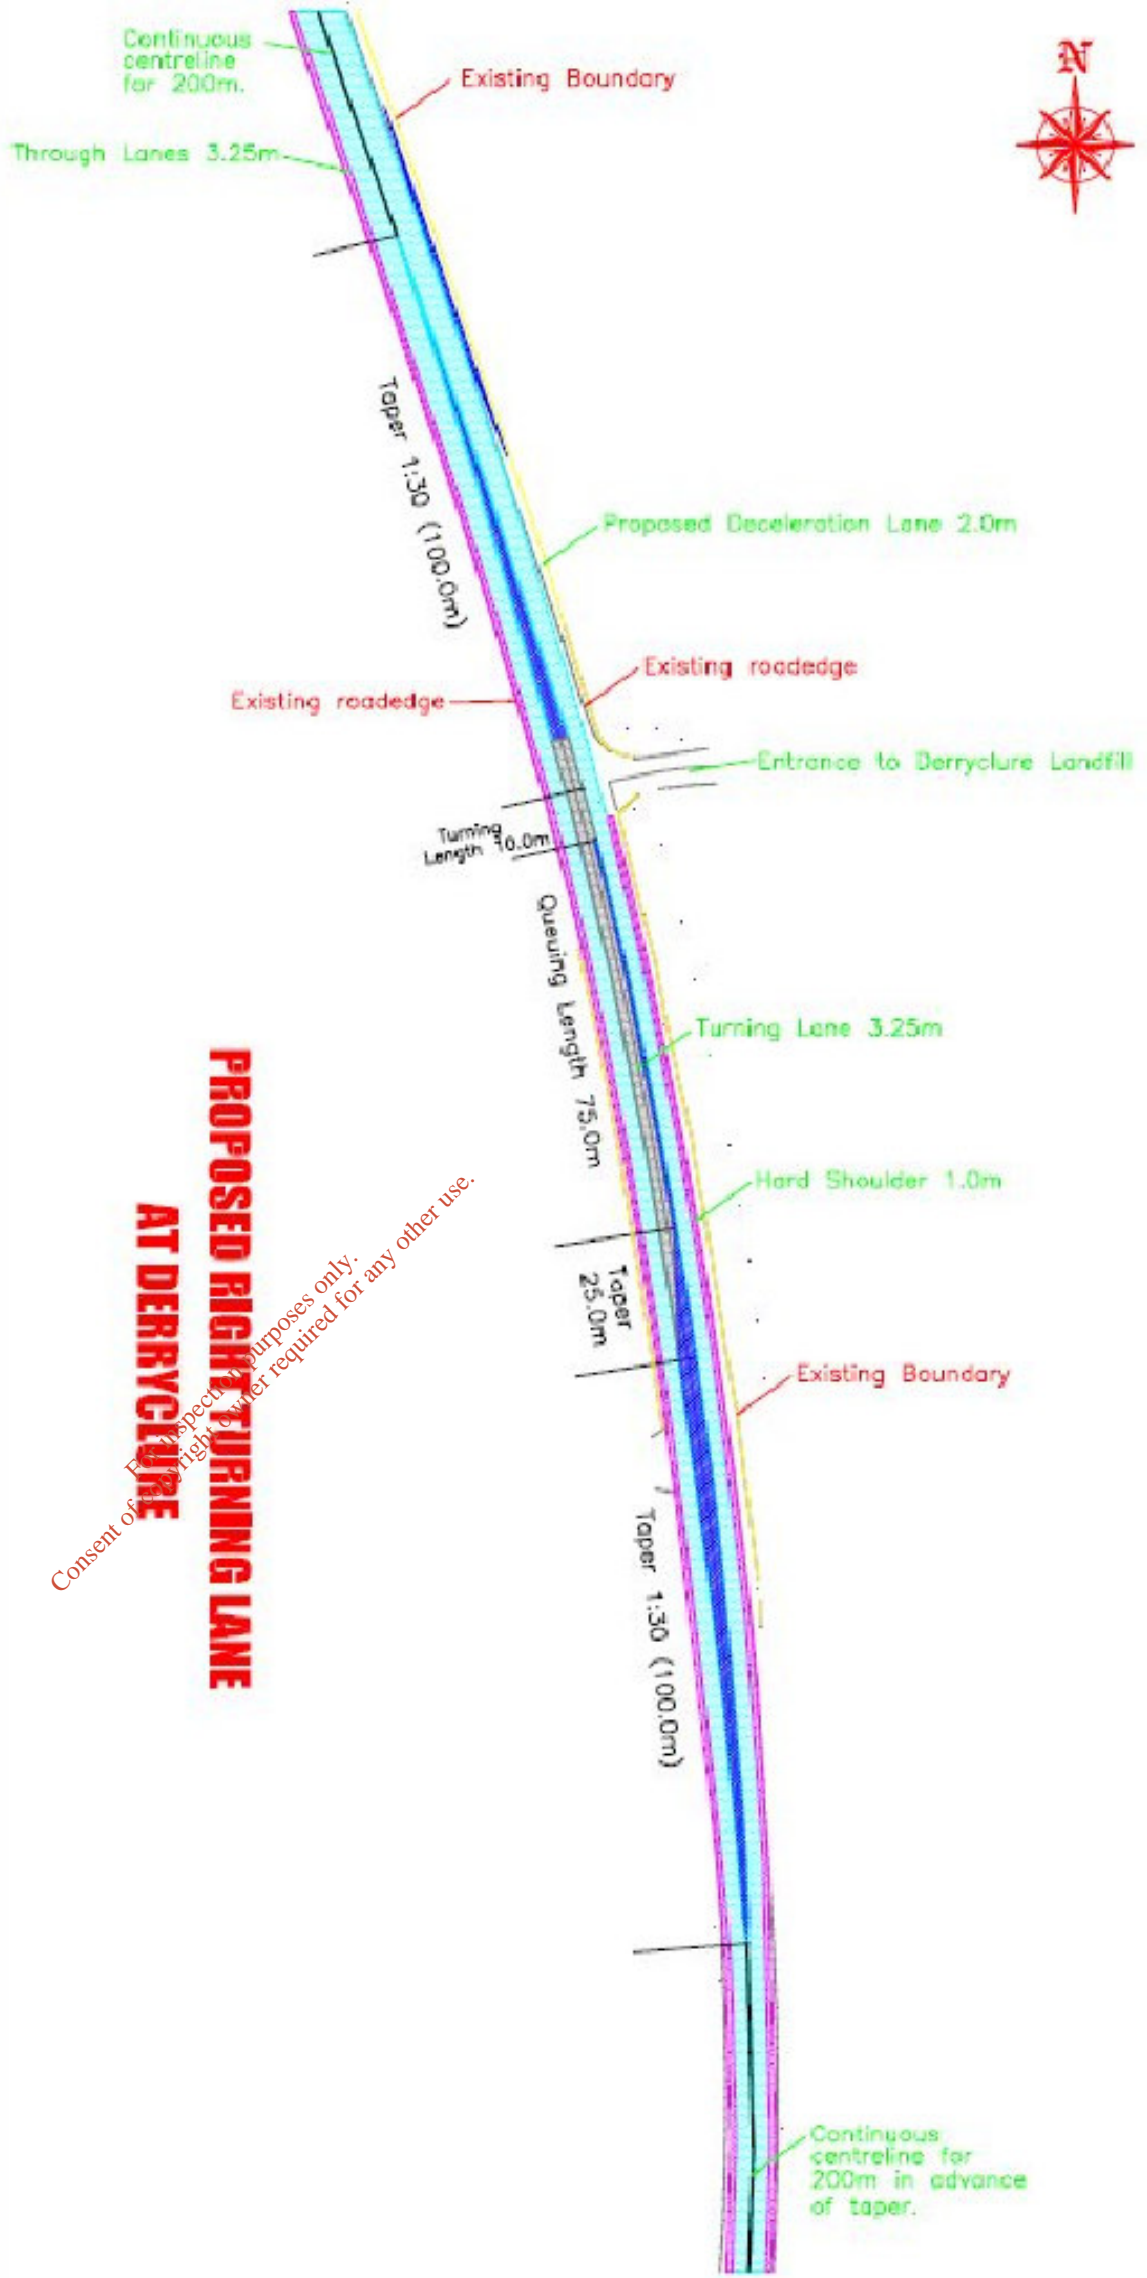 Continuous
centreline
for 200m.
Existing Boundary
N
Through Lanes 3.25m
Taper 1:30 (100.0m)
Proposed Deceleration Lane 2.0m
Existing roadedge
Existing roadedge
Entrance to Derryclure Landfill
Turning
Length 10.0m
Queuing Length 75.0m
Turning Lane 3.25m
Hard Shoulder 1.0m
Taper
25.0m
Existing Boundary
Taper 1:30 (100.0m)
PROPOSED RIGHT TURNING LANE
AT DERRYCLURE
For inspection purposes only.
Consent of copyright owner required for any other use.
Continuous
centreline for
200m in advance
of taper.